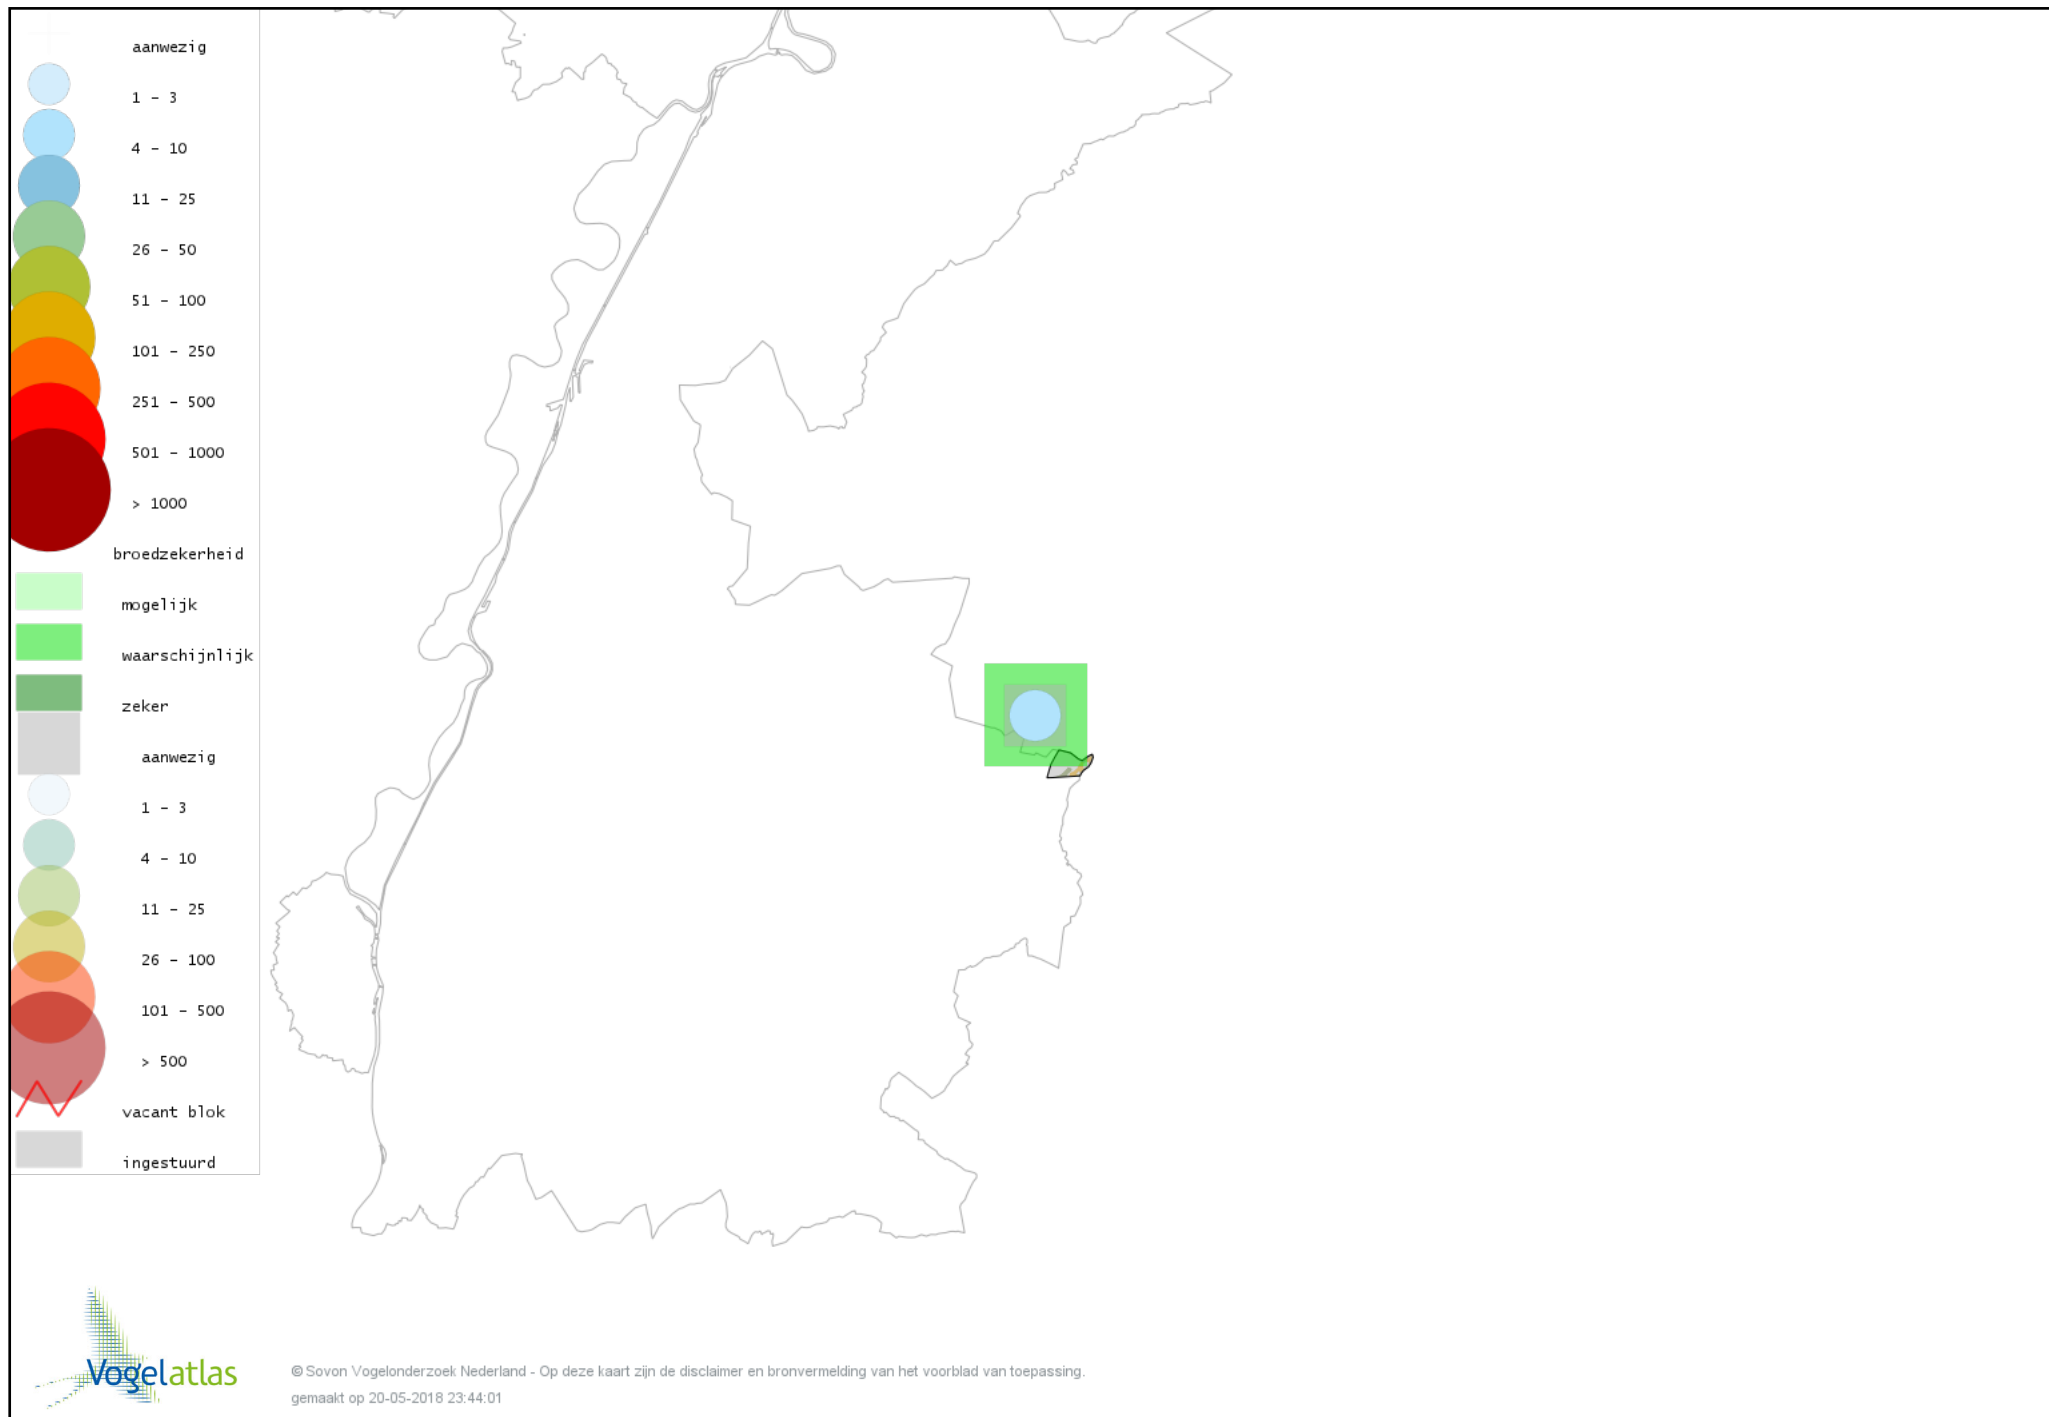 aanwezig
1 - 3
4 - 10
11 - 25
26 - 50
51 - 100
101 - 250
251 - 500
501 - 1000
> 1000
broedzekerheid
mogelijk
waarschijnlijk
zeker
aanwezig
1 - 3
4 - 10
11 - 25
26 - 100
101 - 500
> 500
vacant blok
ingestuurd
Vogelatlas
© Sovon Vogelonderzoek Nederland - Op deze kaart zijn de disclaimer en bronvermelding van het voorblad van toepassing.
gemaakt op 20-05-2018 23:44:01